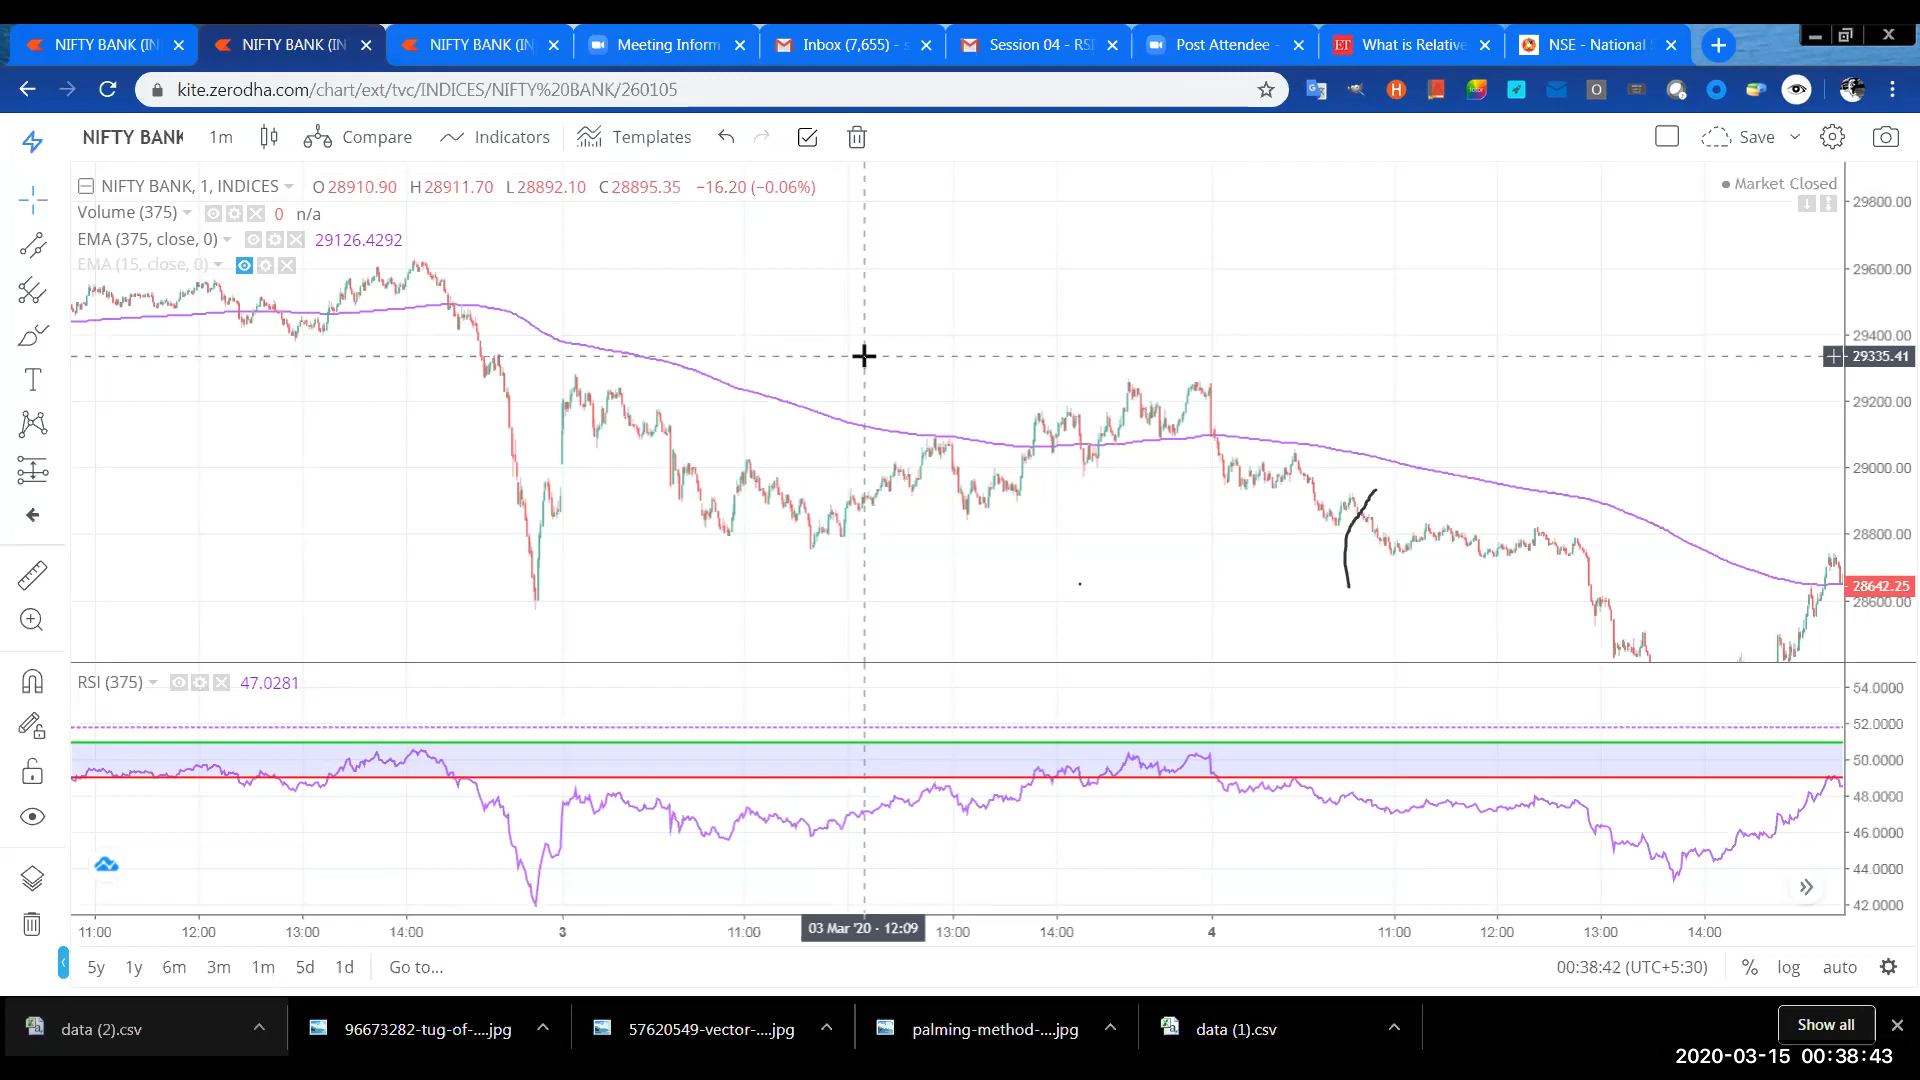 NIFTY BANK (IN
NIFTY BANK (IN
NIFTY BANK (IN
Meeting Inform
Inbox (7,655) - s
Session 04 - RSI
Post Attendee -
What is Relative
NSE - National
kite.zerodha.com/chart/ext/tvc/INDICES/NIFTY%20BANK/260105
NIFTY BANK
1m
Compare
Indicators
Templates
Save
NIFTY BANK, 1, INDICES
O28910.90 H28911.70 L28892.10 C28895.35 −16.20 (−0.06%)
Market Closed
Volume (375)
0 n/a
EMA (375, close, 0)
29126.4292
EMA (15, close, 0)
29800.00
29600.00
29400.00
29335.41
29200.00
29000.00
28800.00
28642.25
28600.00
RSI (375)
47.0281
54.0000
52.0000
50.0000
48.0000
46.0000
44.0000
42.0000
11:00 12:00 13:00 14:00 3 11:00 03 Mar '20 - 12:09 13:00 14:00 4 11:00 12:00 13:00 14:00
5y 1y 6m 3m 1m 5d 1d Go to...
00:38:42 (UTC+5:30) % log auto
data (2).csv
96673282-tug-of-....jpg
57620549-vector-....jpg
palming-method-....jpg
data (1).csv
Show all
2020-03-15 00:38:43